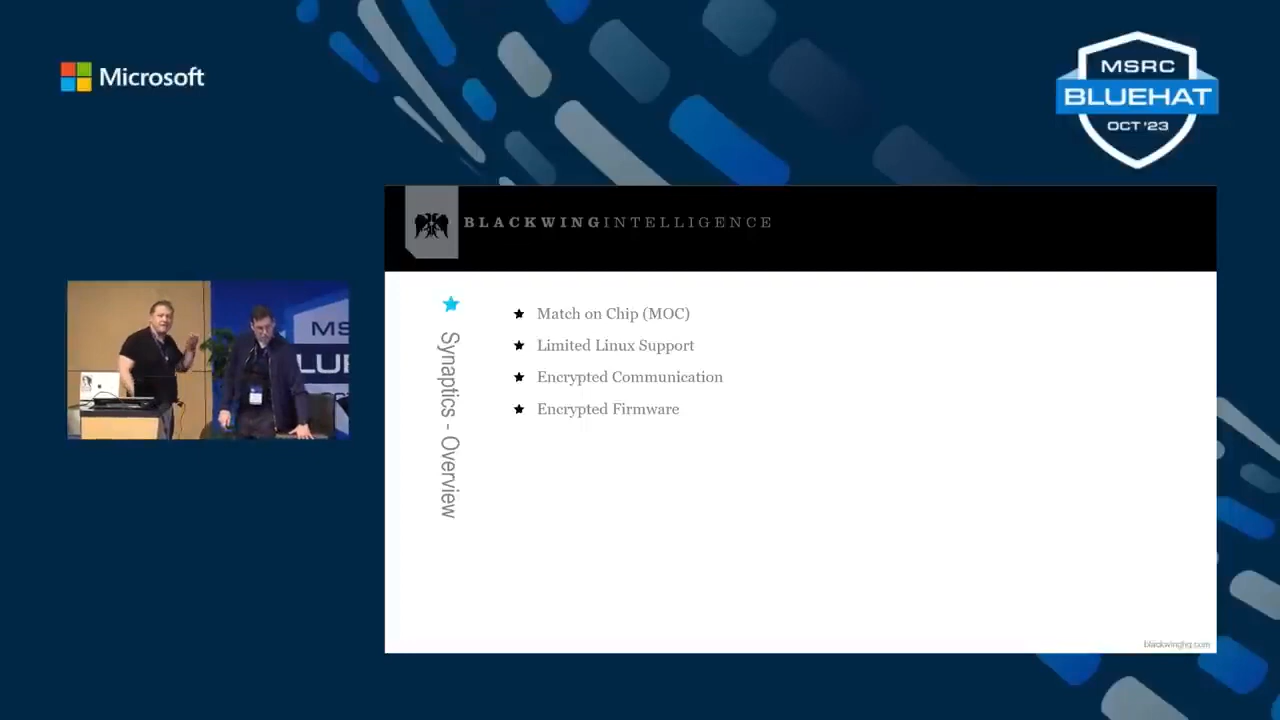 Microsoft
MSRC
BLUEHAT
OCT '23
BLACKWINGINTELLIGENCE
Synaptics - Overview
Match on Chip (MOC)
Limited Linux Support
Encrypted Communication
Encrypted Firmware
blackwinghq.com